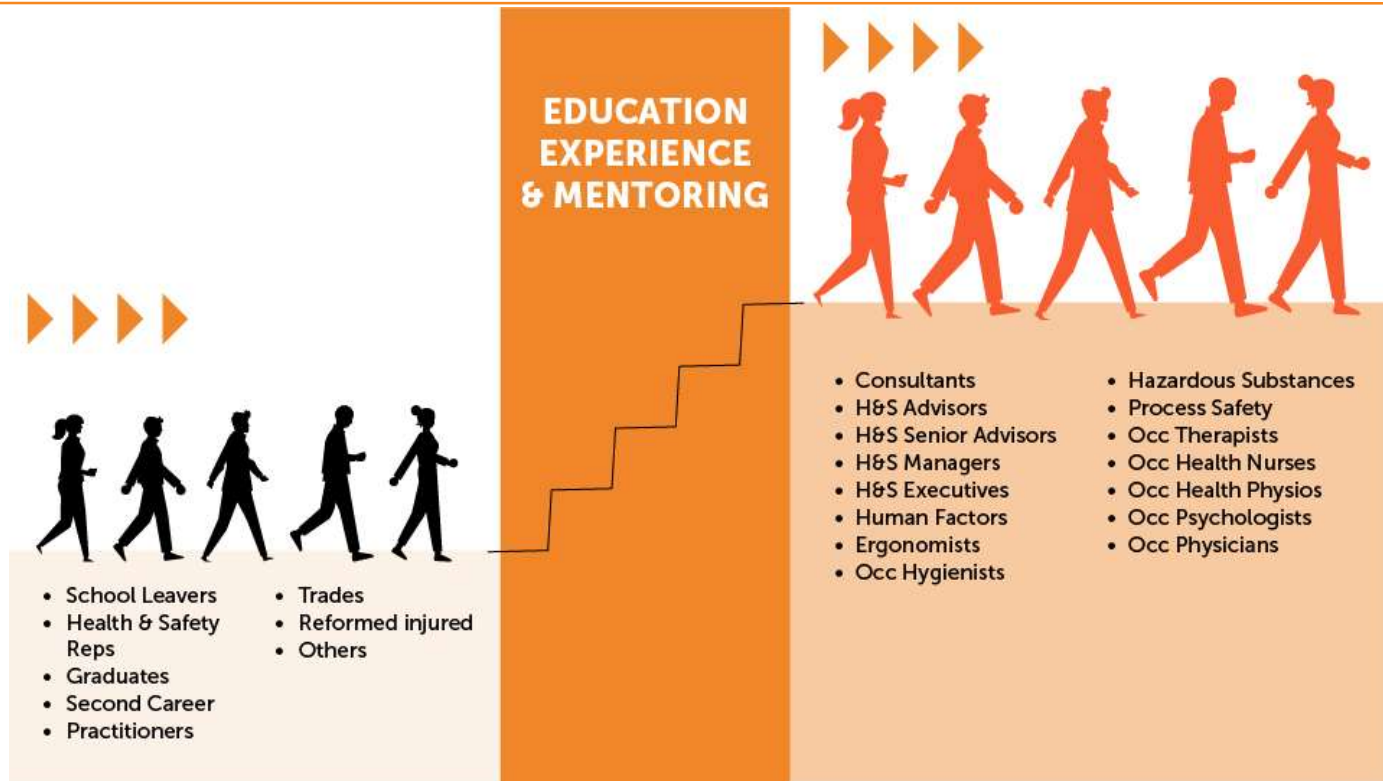 EDUCATION
EXPERIENCE
& MENTORING
• School Leavers
• Health & Safety
Reps
• Graduates
• Second Career
• Practitioners
• Trades
• Reformed injured
• Others
• Consultants
• H&S Advisors
• H&S Senior Advisors
• H&S Managers
• H&S Executives
• Human Factors
• Ergonomists
• Occ Hygienists
• Hazardous Substances
• Process Safety
• Occ Therapists
• Occ Health Nurses
• Occ Health Physios
• Occ Psychologists
• Occ Physicians